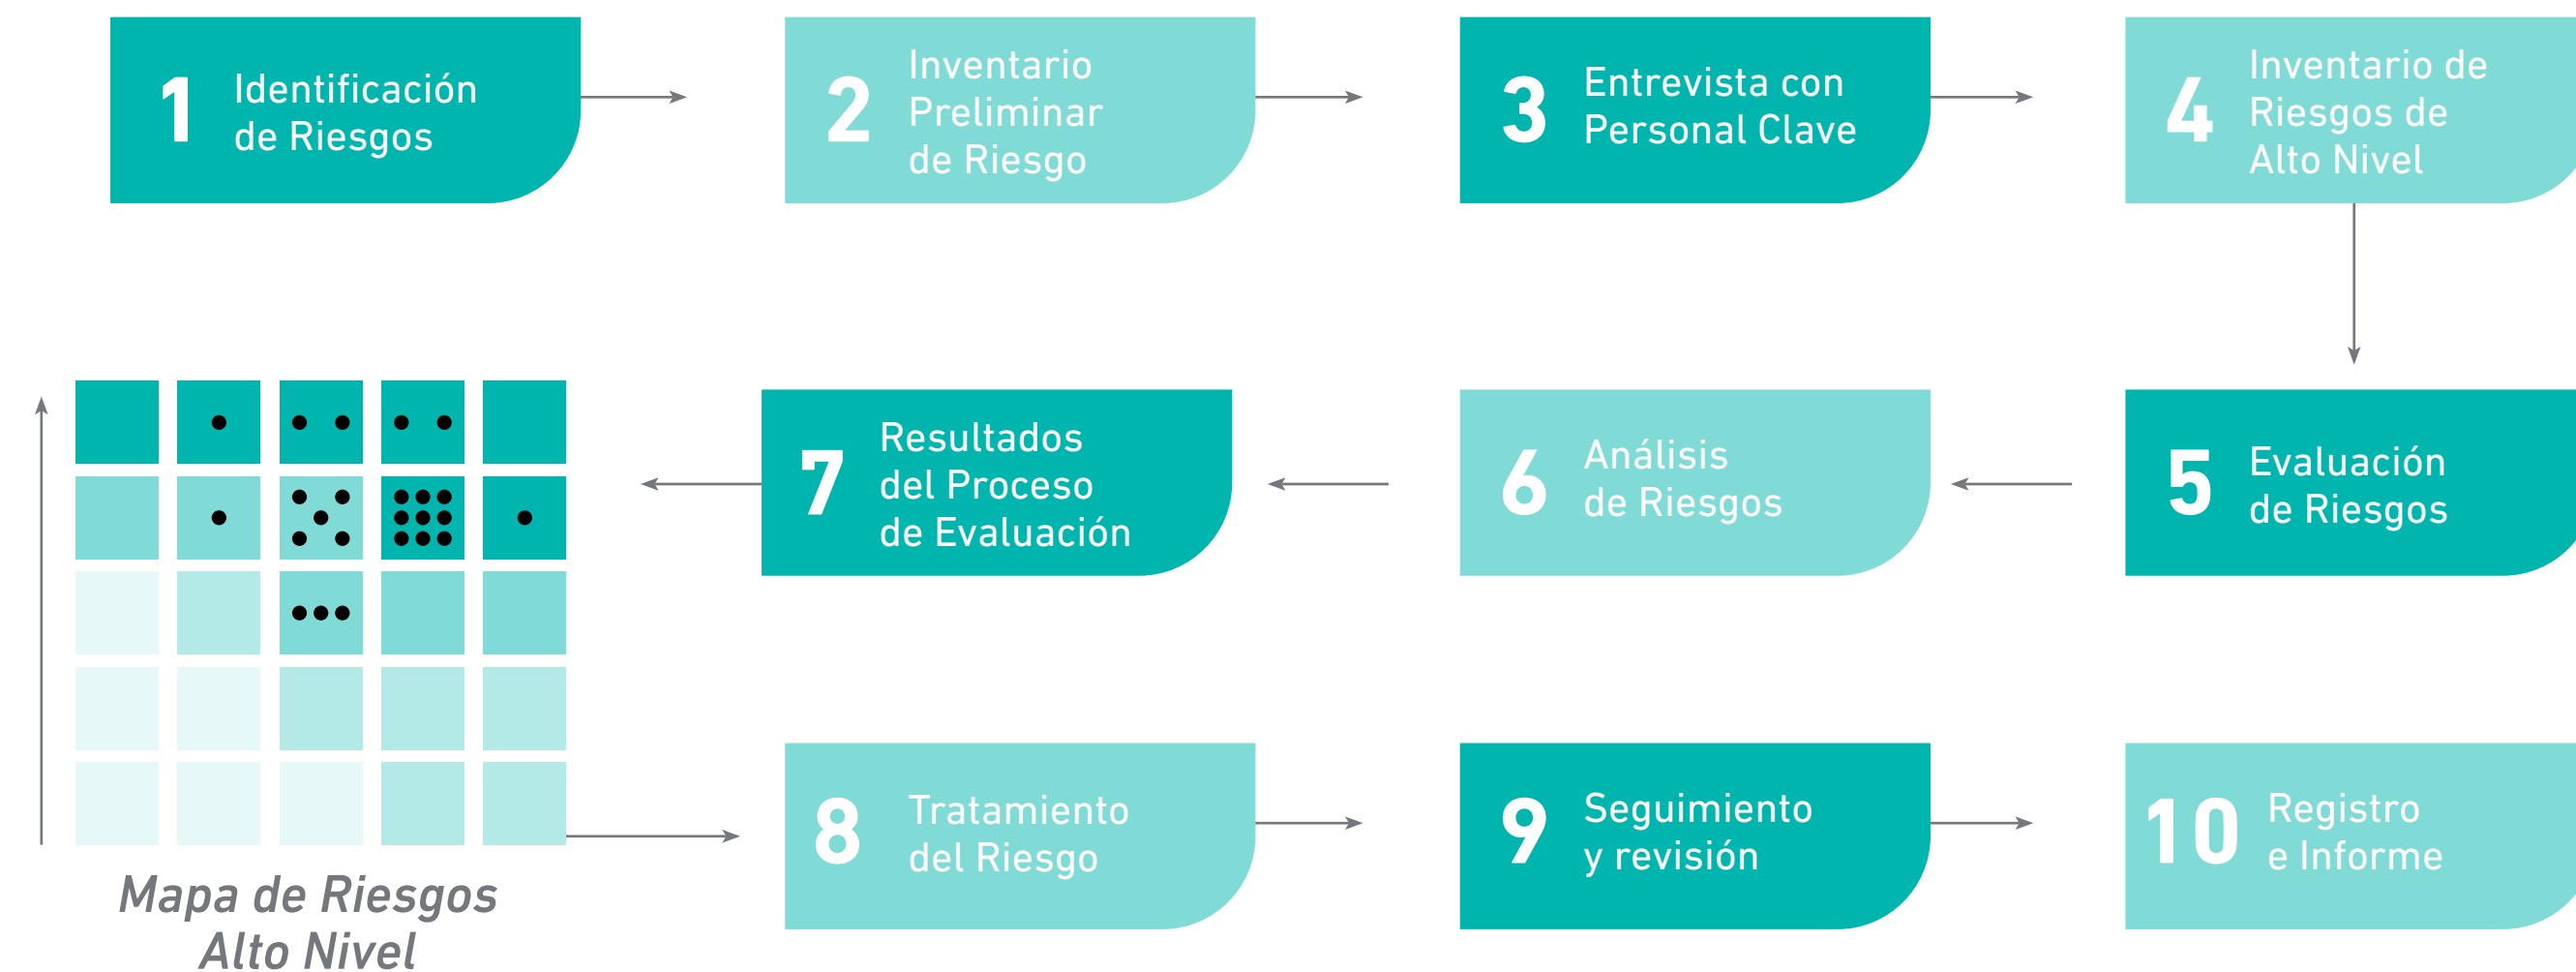 1
Identificación
de Riesgos
2
Inventario
Preliminar
de Riesgo
3
Entrevista con
Personal Clave
4
Inventario de
Riesgos de
Alto Nivel
5
Evaluación
de Riesgos
6
Análisis
de Riesgos
7
Resultados
del Proceso
de Evaluación
Mapa de Riesgos
Alto Nivel
8
Tratamiento
del Riesgo
9
Seguimiento
y revisión
10
Registro
e Informe